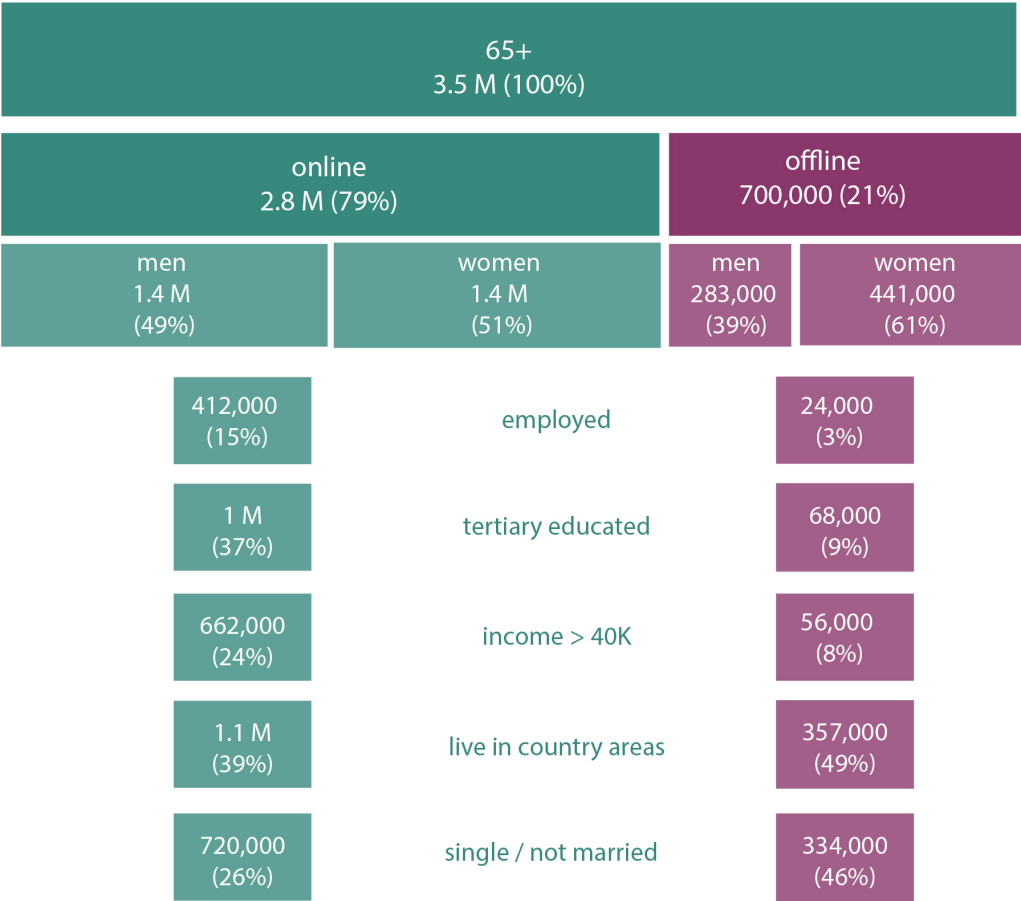 65+
3.5 M (100%)
online
2.8 M (79%)
offline
700,000 (21%)
men
1.4 M
(49%)
women
1.4 M
(51%)
men
283,000
(39%)
women
441,000
(61%)
412,000
(15%)
employed
24,000
(3%)
1 M
(37%)
tertiary educated
68,000
(9%)
662,000
(24%)
income > 40K
56,000
(8%)
1.1 M
(39%)
live in country areas
357,000
(49%)
720,000
(26%)
single / not married
334,000
(46%)